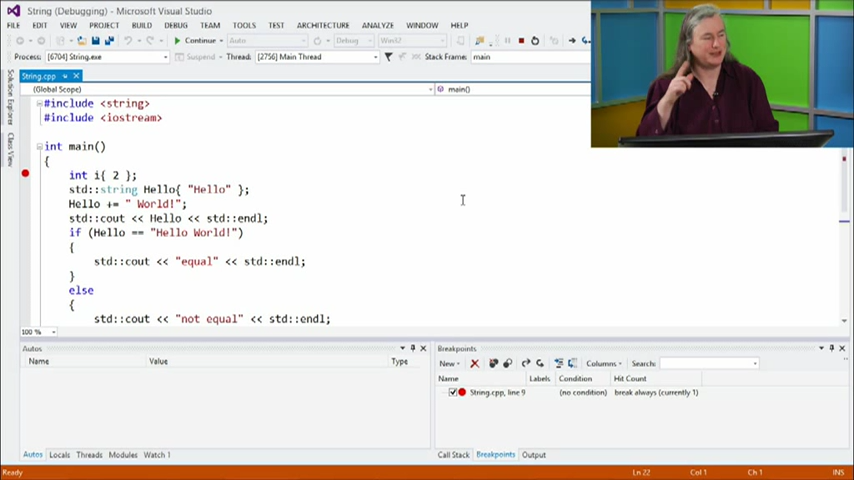 String (Debugging) - Microsoft Visual Studio
FILE EDIT VIEW PROJECT BUILD DEBUG TEAM TOOLS TEST ARCHITECTURE ANALYZE WINDOW HELP
Continue Auto Debug Win32
Process: [6704] String.exe Suspend Thread: [2756] Main Thread Stack Frame: main
String.cpp
(Global Scope) main()
Solution Explorer
Class View
#include <string>
#include <iostream>
int main()
{
int i{ 2 };
std::string Hello{ "Hello" };
Hello += " World!";
std::cout << Hello << std::endl;
if (Hello == "Hello World!")
{
std::cout << "equal" << std::endl;
}
else
{
std::cout << "not equal" << std::endl;
100 %
Autos
Name Value Type
Autos Locals Threads Modules Watch 1
Breakpoints
New Columns Search:
Name Labels Condition Hit Count
String.cpp, line 9 (no condition) break always (currently 1)
Call Stack Breakpoints Output
Ready Ln 22 Col 1 Ch 1 INS